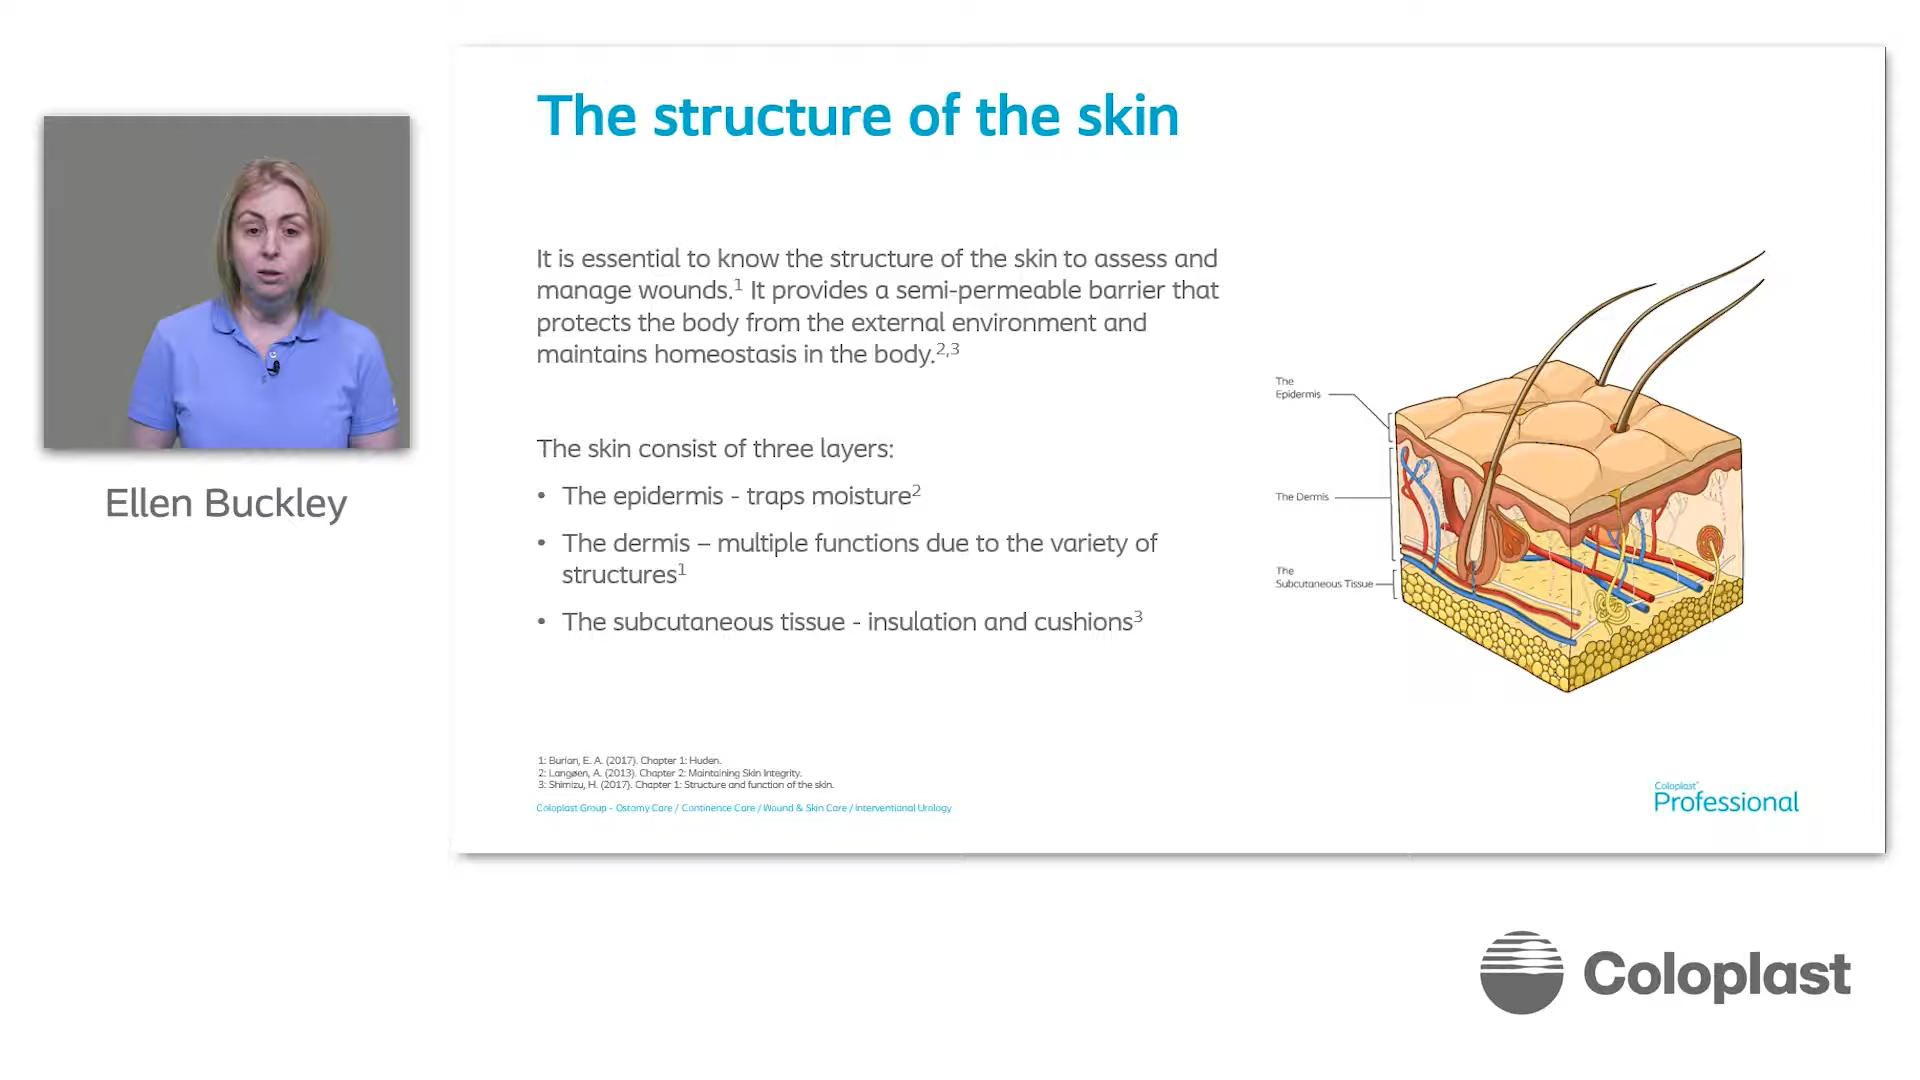 The structure of the skin
Ellen Buckley
It is essential to know the structure of the skin to assess and
manage wounds.¹ It provides a semi-permeable barrier that
protects the body from the external environment and
maintains homeostasis in the body.²,³
The skin consist of three layers:
• The epidermis - traps moisture²
• The dermis – multiple functions due to the variety of
structures¹
• The subcutaneous tissue - insulation and cushions³
The
Epidermis
The Dermis
The
Subcutaneous Tissue
1: Burian, E. A. (2017). Chapter 1: Huden.
2: Langøen, A. (2013). Chapter 2: Maintaining Skin Integrity.
3: Shimizu, H. (2017). Chapter 1: Structure and function of the skin.
Coloplast Group - Ostomy Care / Continence Care / Wound & Skin Care / Interventional Urology
Coloplast®
Professional
Coloplast